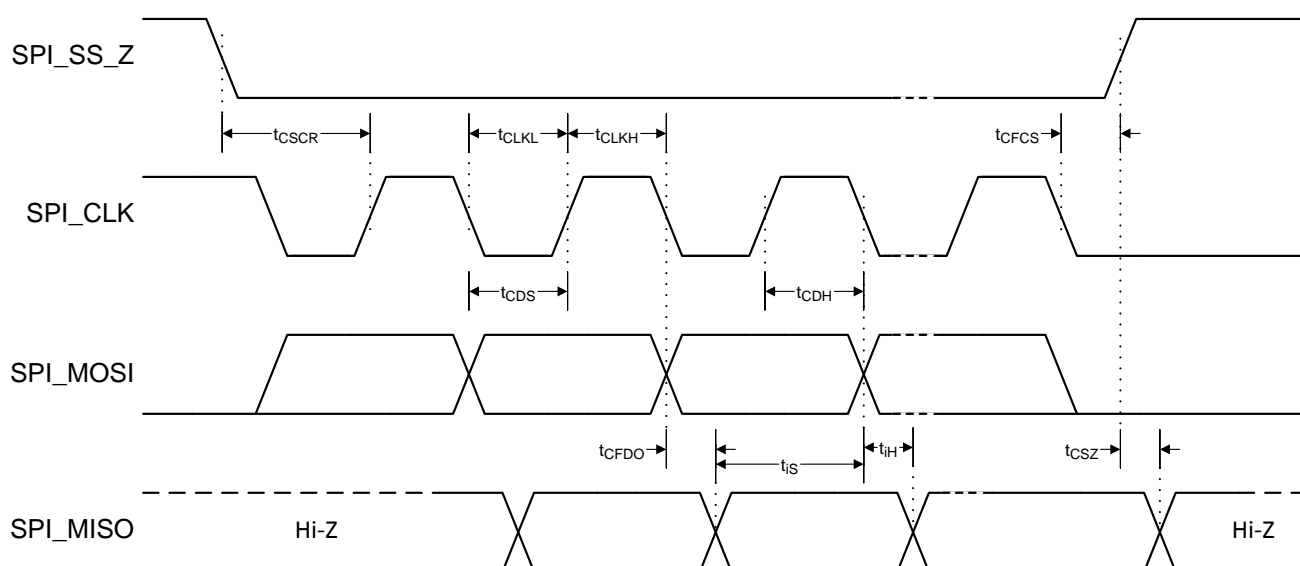 SPI_SS_Z
tCSCR
tCLKL
tCLKH
tCFCS
SPI_CLK
tCDS
tCDH
SPI_MOSI
tCFDO
tiS
tiH
tCSZ
SPI_MISO
Hi-Z
Hi-Z